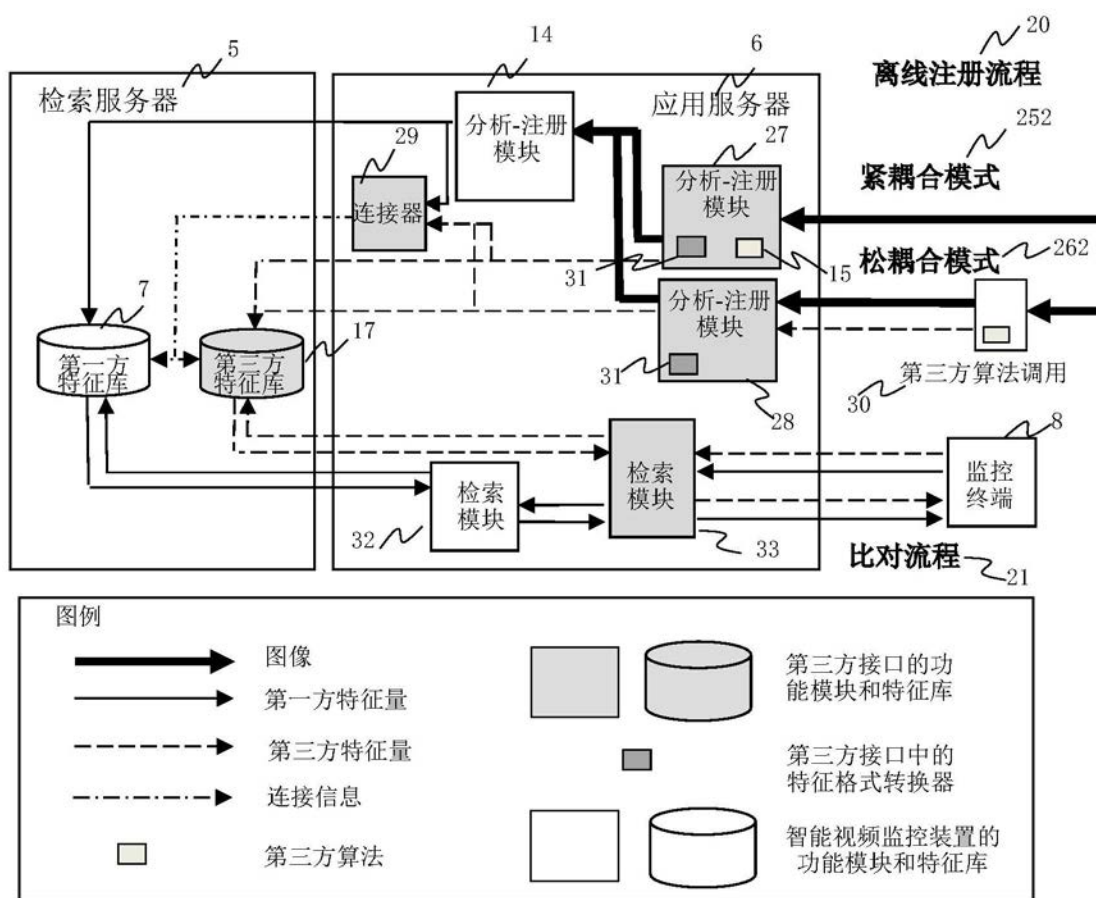 5
14
6
20
检索服务器
应用服务器
离线注册流程
分析-注册
模块
29
27
252
连接器
分析-注册
模块
紧耦合模式
31
15
松耦合模式
262
7
第一方
特征库
第三方
特征库
17
分析-注册
模块
31
28
30
第三方算法调用
8
检索
模块
32
检索
模块
33
监控
终端
比对流程
21
图例
图像
第一方特征量
第三方特征量
连接信息
第三方算法
第三方接口的功
能模块和特征库
第三方接口中的
特征格式转换器
智能视频监控装置的
功能模块和特征库